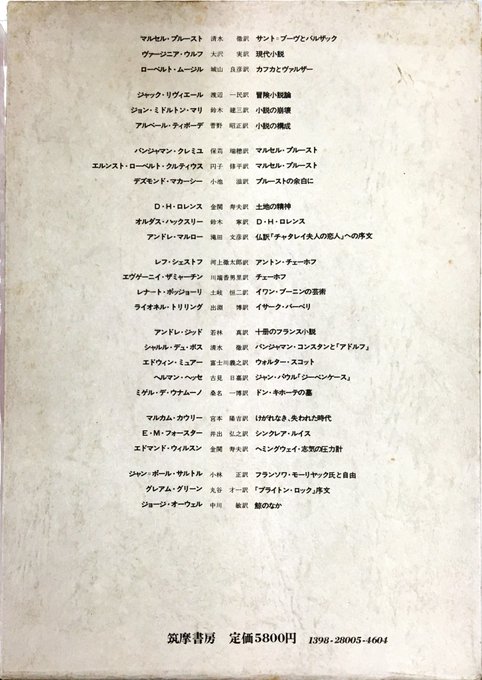 マルセル・プルースト 清水 徹訳 サント=ブーヴとバルザック
ヴァージニア・ウルフ 大沢 実訳 現代小説
ローベルト・ムージル 城山 良彦訳 カフカとヴァルザー
ジャック・リヴィエール 渡辺 一民訳 冒険小説論
ジョン・ミドルトン・マリ 鈴木 建三訳 小説の崩壊
アルベール・ティボーデ 菅野 昭正訳 小説の構成
バンジャマン・クレミユ 保苅 瑞穂訳 マルセル・プルースト
エルンスト・ローベルト・クルティウス 円子 修平訳 マルセル・プルースト
デズモンド・マカーシー 小池 滋訳 プルーストの余白に
D・H・ロレンス 金関 寿夫訳 土地の精神
オルダス・ハックスリー 鈴木 寧訳 D・H・ロレンス
アンドレ・マルロー 滝田 文彦訳 仏訳『チャタレイ夫人の恋人』への序文
レフ・シェストフ 河上徹太郎訳 アントン・チェーホフ
エヴゲーニイ・ザミャーチン 川端香男里訳 チェーホフ
レナート・ポッジョーリ 土岐 恒二訳 イワン・ブーニンの芸術
ライオネル・トリリング 出淵 博訳 イサーク・バーベリ
アンドレ・ジッド 若林 真訳 十冊のフランス小説
シャルル・デュ・ボス 清水 徹訳 バンジャマン・コンスタンと『アドルフ』
エドウィン・ミュアー 富士川義之訳 ウォルター・スコット
ヘルマン・ヘッセ 古見 日嘉訳 ジャン・パウル『ジーベンケース』
ミゲル・デ・ウナムーノ 桑名 一博訳 ドン・キホーテの墓
マルカム・カウリー 宮本 陽吉訳 けがれなき、失われた時代
E・M・フォースター 井出 弘之訳 シンクレア・ルイス
エドマンド・ウィルスン 金関 寿夫訳 ヘミングウェイ・志気の圧力計
ジャン=ポール・サルトル 小林 正訳 フランソワ・モーリヤック氏と自由
グレアム・グリーン 丸谷 才一訳 『ブライトン・ロック』序文
ジョージ・オーウェル 中川 敏訳 鯨のなか
筑摩書房 定価5800円 1398-28005-4604